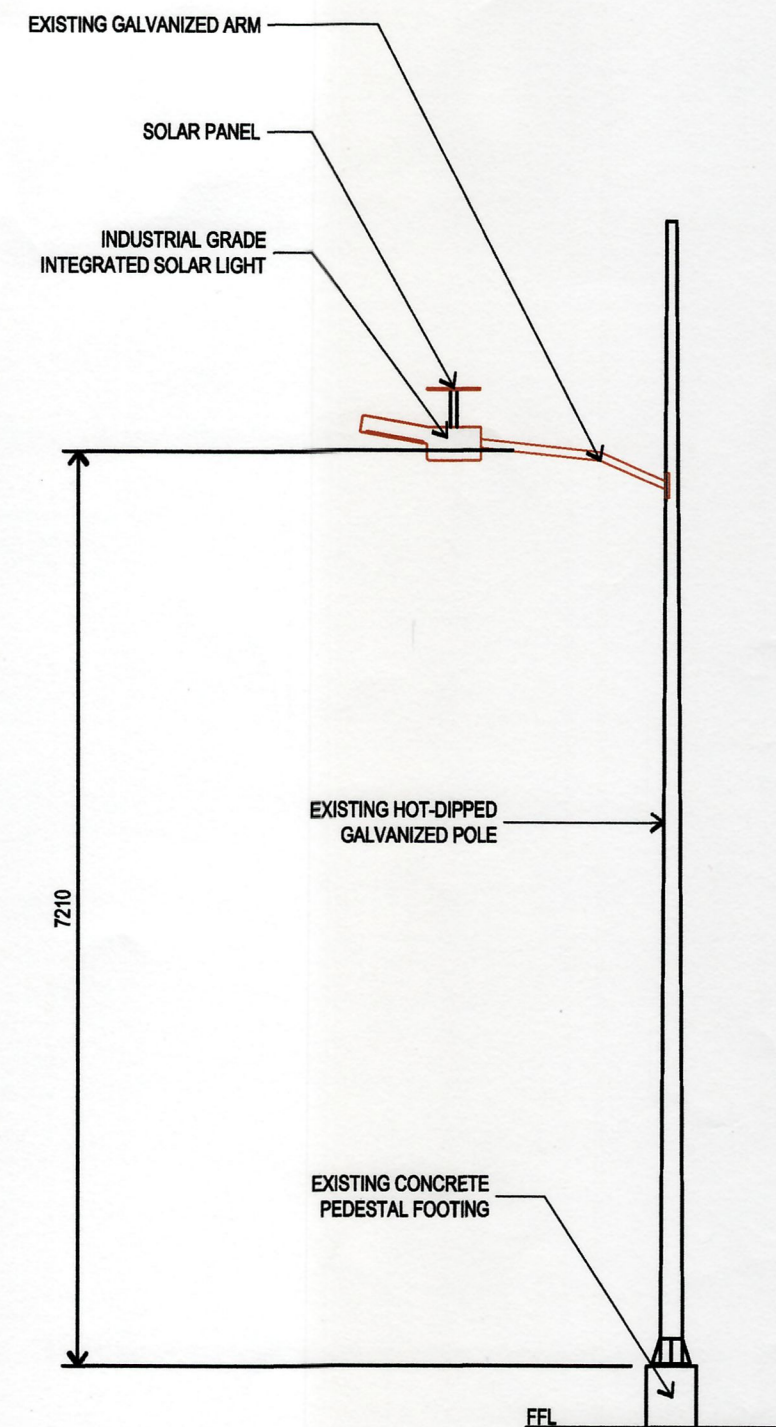 EXISTING GALVANIZED ARM
SOLAR PANEL
INDUSTRIAL GRADE
INTEGRATED SOLAR LIGHT
EXISTING HOT-DIPPED
GALVANIZED POLE
7210
EXISTING CONCRETE
PEDESTAL FOOTING
FFL